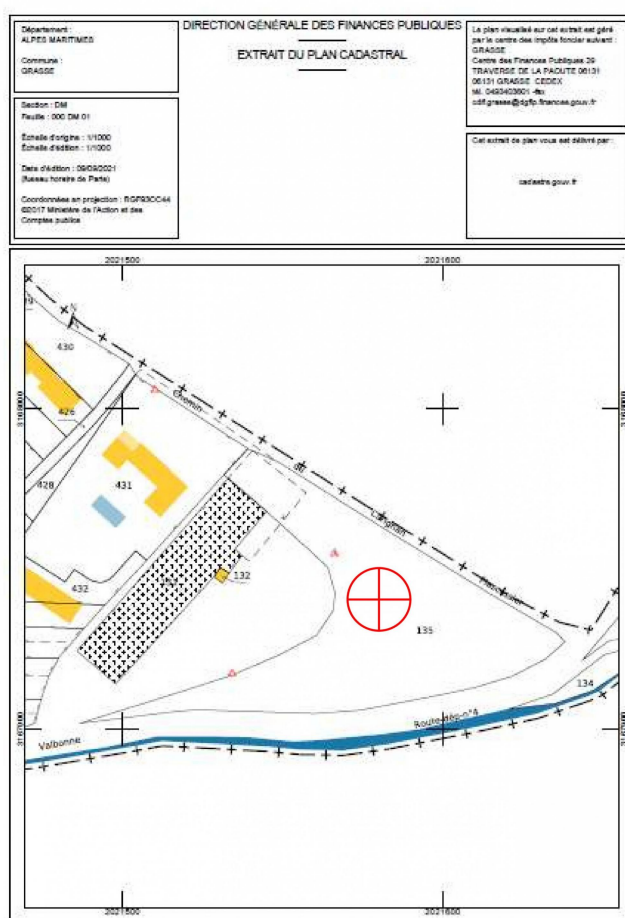 Département :
ALPES MARITIMES
Commune :
GRASSE
Section : DM
Feuille : 000 DM 01
Échelle d'origine : 1/1000
Échelle d'édition : 1/1000
Date d'édition : 09/09/2021
(fuseau horaire de Paris)
Coordonnées en projection : RGF93CC44
©2017 Ministère de l'Action et des
Comptes publics
DIRECTION GÉNÉRALE DES FINANCES PUBLIQUES
EXTRAIT DU PLAN CADASTRAL
Le plan visualisé sur cet extrait est géré
par le centre des impôts foncier suivant :
GRASSE
Centre des Finances Publiques 29
TRAVERSE DE LA PAOUTE 06131
06131 GRASSE CEDEX
tél. 0493403601 -fax
cdif.grasse@dgfip.finances.gouv.fr
Cet extrait de plan vous est délivré par :
cadastre.gouv.fr
2021500
2021600
N
430
3168000
426
Chemin
428
431
132
432
135
134
Route dép n°4
Valbonne
3167900
2021500
2021600